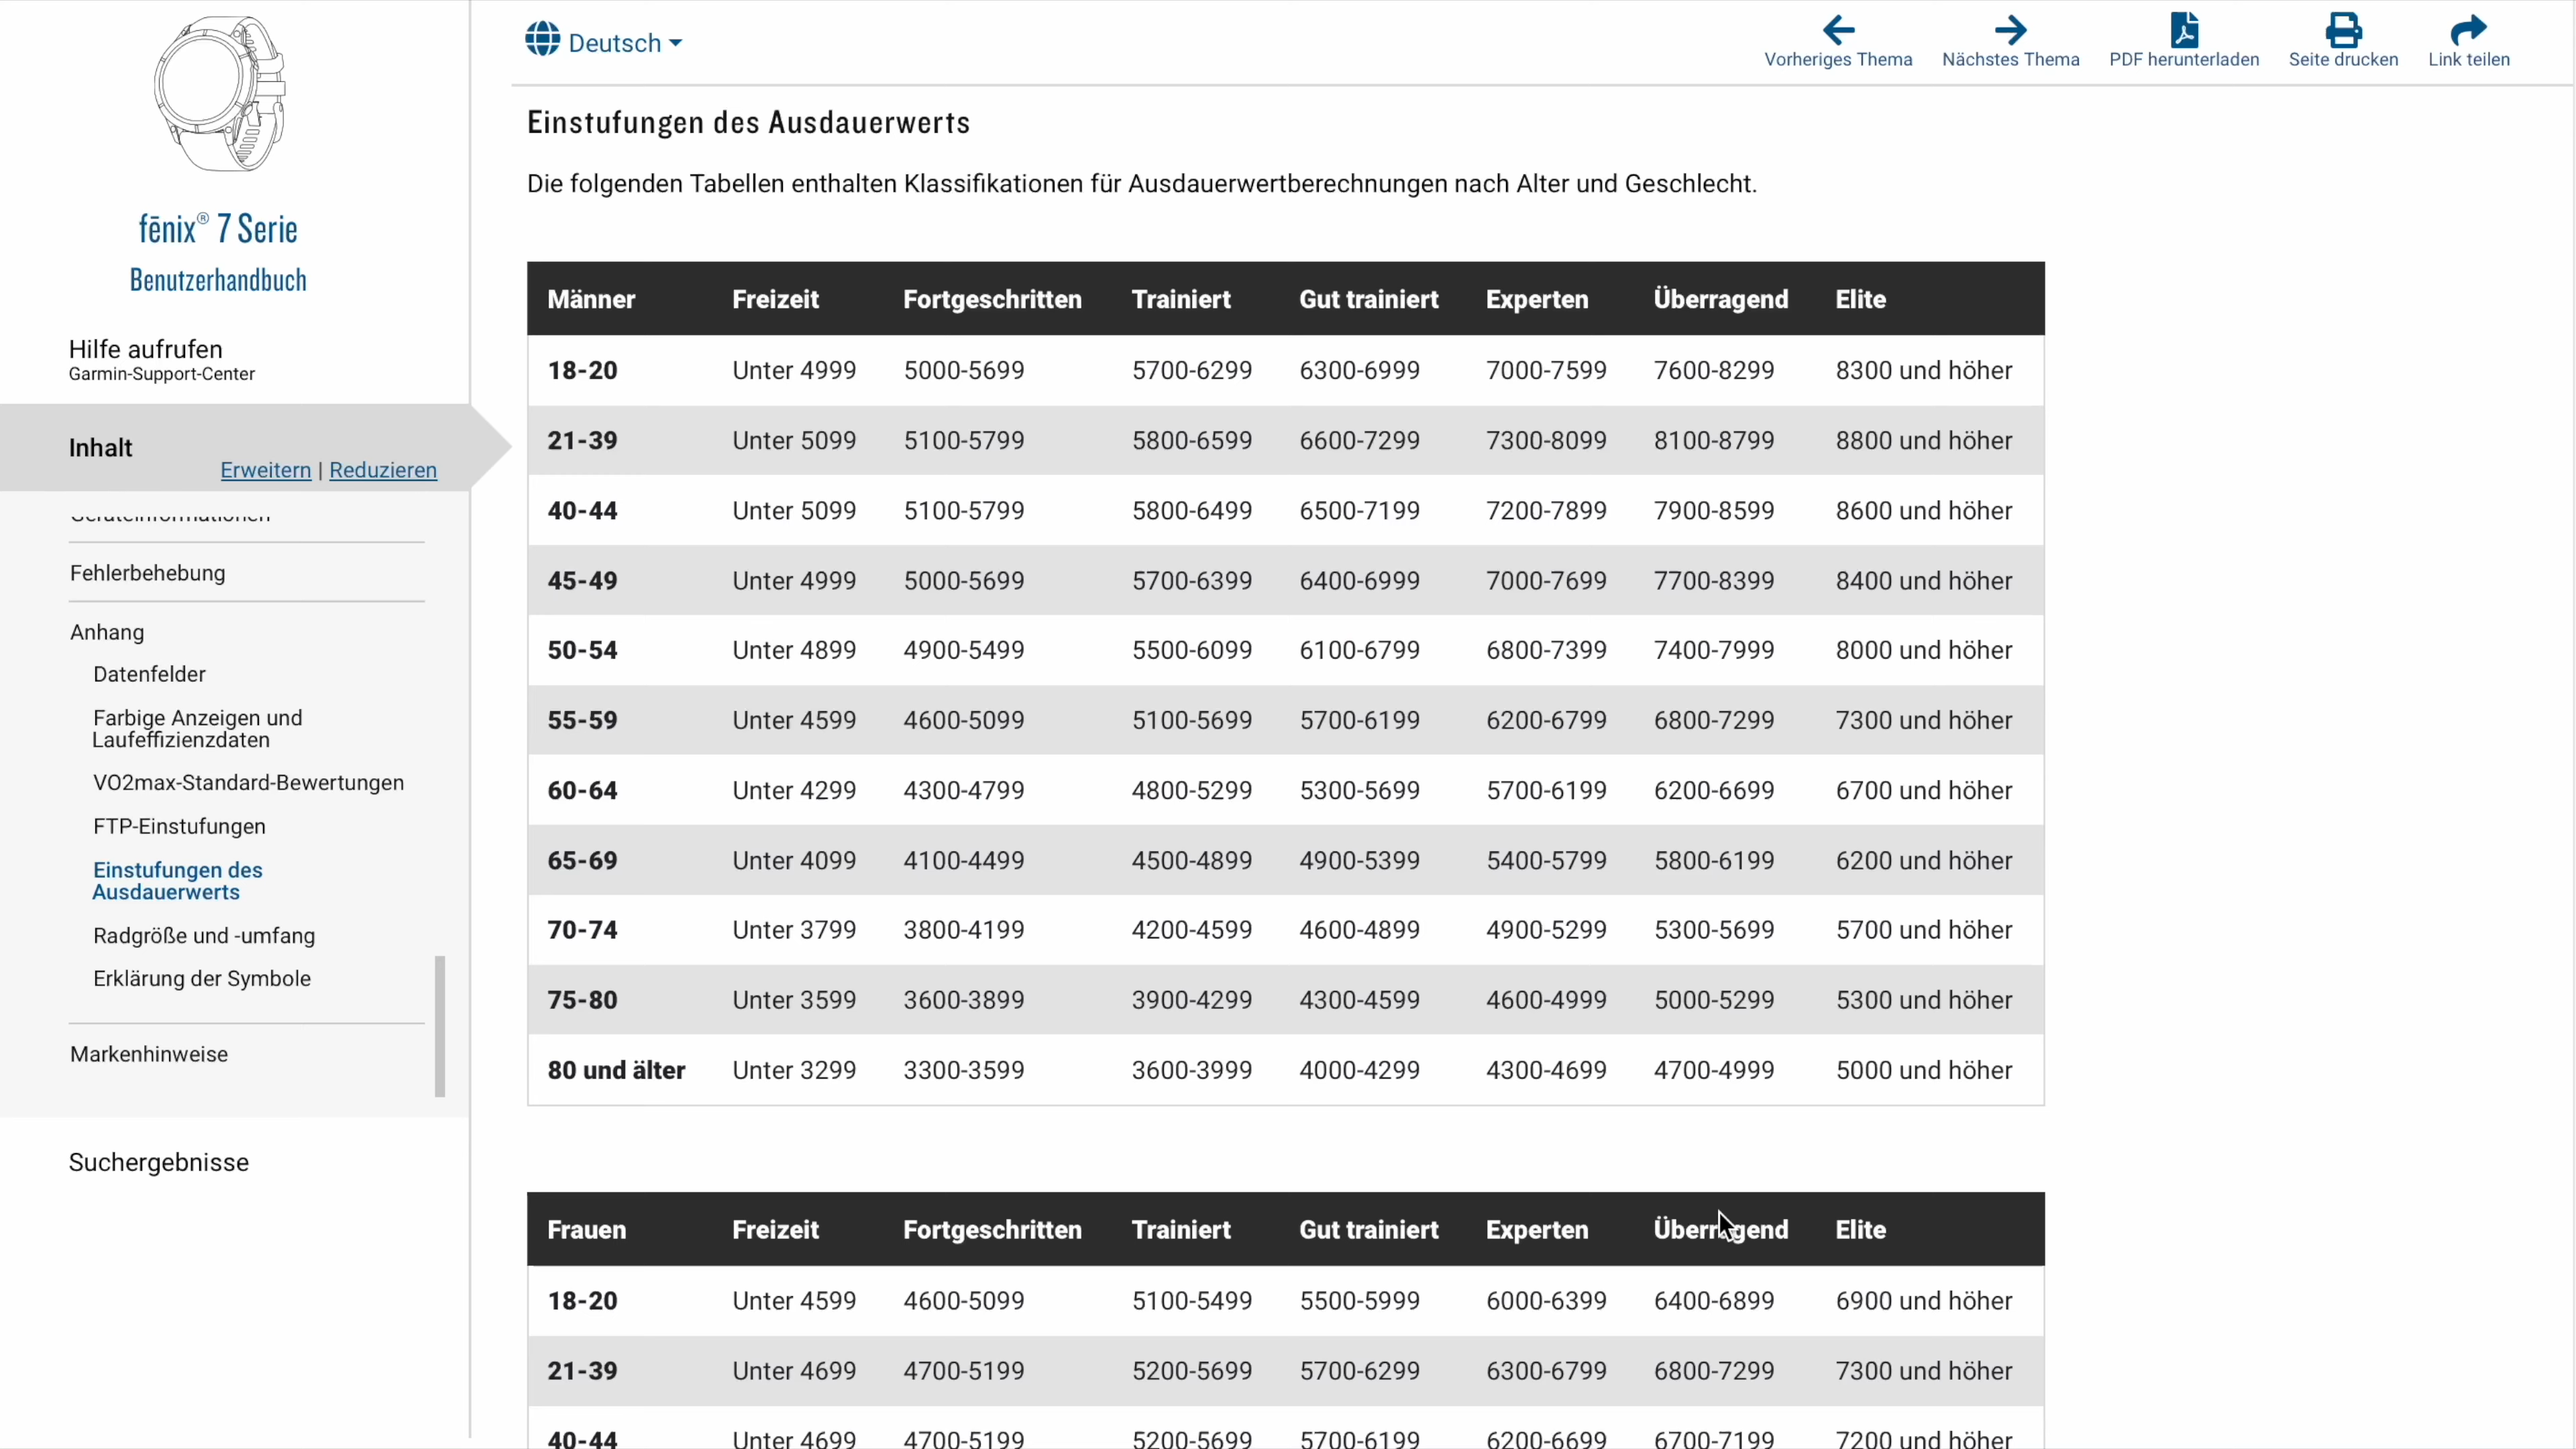 Deutsch
Vorheriges Thema
Nächstes Thema
PDF herunterladen
Seite drucken
Link teilen
fēnix® 7 Serie
Benutzerhandbuch
Hilfe aufrufen
Garmin-Support-Center
Inhalt
Erweitern | Reduzieren
Fehlerbehebung
Anhang
Datenfelder
Farbige Anzeigen und
Laufeffizienzdaten
VO2max-Standard-Bewertungen
FTP-Einstufungen
Einstufungen des
Ausdauerwerts
Radgröße und -umfang
Erklärung der Symbole
Markenhinweise
Suchergebnisse
Einstufungen des Ausdauerwerts
Die folgenden Tabellen enthalten Klassifikationen für Ausdauerwertberechnungen nach Alter und Geschlecht.
Männer Freizeit Fortgeschritten Trainiert Gut trainiert Experten Überragend Elite
18-20 Unter 4999 5000-5699 5700-6299 6300-6999 7000-7599 7600-8299 8300 und höher
21-39 Unter 5099 5100-5799 5800-6599 6600-7299 7300-8099 8100-8799 8800 und höher
40-44 Unter 5099 5100-5799 5800-6499 6500-7199 7200-7899 7900-8599 8600 und höher
45-49 Unter 4999 5000-5699 5700-6399 6400-6999 7000-7699 7700-8399 8400 und höher
50-54 Unter 4899 4900-5499 5500-6099 6100-6799 6800-7399 7400-7999 8000 und höher
55-59 Unter 4599 4600-5099 5100-5699 5700-6199 6200-6799 6800-7299 7300 und höher
60-64 Unter 4299 4300-4799 4800-5299 5300-5699 5700-6199 6200-6699 6700 und höher
65-69 Unter 4099 4100-4499 4500-4899 4900-5399 5400-5799 5800-6199 6200 und höher
70-74 Unter 3799 3800-4199 4200-4599 4600-4899 4900-5299 5300-5699 5700 und höher
75-80 Unter 3599 3600-3899 3900-4299 4300-4599 4600-4999 5000-5299 5300 und höher
80 und älter Unter 3299 3300-3599 3600-3999 4000-4299 4300-4699 4700-4999 5000 und höher
Frauen Freizeit Fortgeschritten Trainiert Gut trainiert Experten Überragend Elite
18-20 Unter 4599 4600-5099 5100-5499 5500-5999 6000-6399 6400-6899 6900 und höher
21-39 Unter 4699 4700-5199 5200-5699 5700-6299 6300-6799 6800-7299 7300 und höher
40-44 Unter 4699 4700-5199 5200-5699 5700-6199 6200-6699 6700-7199 7200 und höher